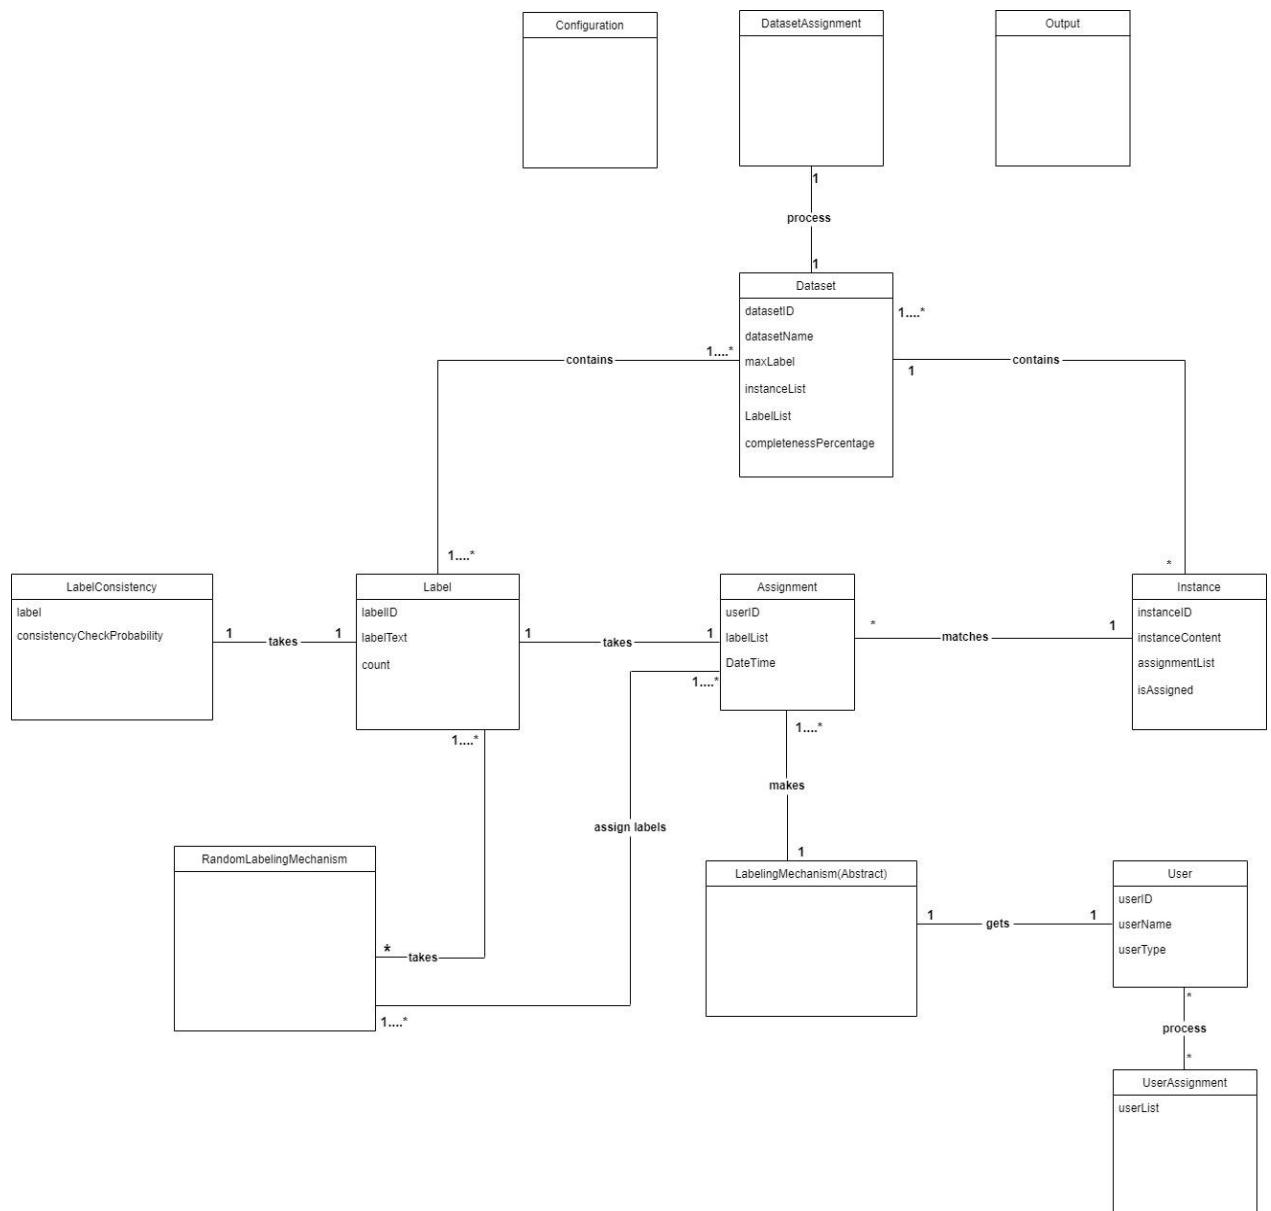 Configuration
DatasetAssignment
Output
1
process
1
Dataset
datasetID
datasetName
maxLabel
instanceList
LabelList
completenessPercentage
1....*
1....*
contains
1
contains
1....*
*
LabelConsistency
label
consistencyCheckProbability
1
takes
1
Label
labelID
labelText
count
1
takes
1
Assignment
userID
labelList
DateTime
*
matches
1
Instance
instanceID
instanceContent
assignmentList
isAssigned
1....*
1....*
1....*
makes
assign labels
1
RandomLabelingMechanism
*
takes
1....*
LabelingMechanism(Abstract)
1
gets
1
User
userID
userName
userType
*
process
*
UserAssignment
userList